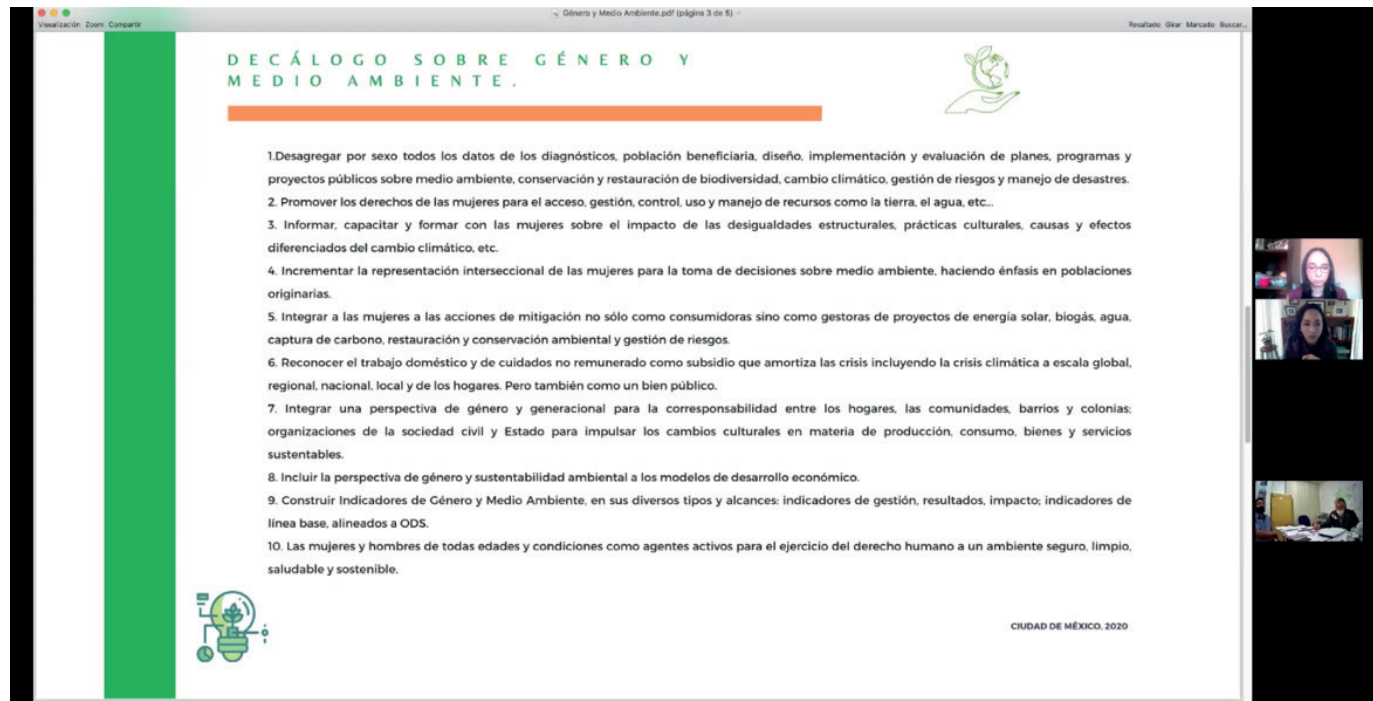 Género y Medio Ambiente.pdf (página 3 de 5)
Visualización Zoom Compartir
Resaltado Girar Marcado Buscar...
DECÁLOGO SOBRE GÉNERO Y
MEDIO AMBIENTE.
1.Desagregar por sexo todos los datos de los diagnósticos, población beneficiaria, diseño, implementación y evaluación de planes, programas y
proyectos públicos sobre medio ambiente, conservación y restauración de biodiversidad, cambio climático, gestión de riesgos y manejo de desastres.
2. Promover los derechos de las mujeres para el acceso, gestión, control, uso y manejo de recursos como la tierra, el agua, etc...
3. Informar, capacitar y formar con las mujeres sobre el impacto de las desigualdades estructurales, prácticas culturales, causas y efectos
diferenciados del cambio climático, etc.
4. Incrementar la representación interseccional de las mujeres para la toma de decisiones sobre medio ambiente, haciendo énfasis en poblaciones
originarias.
5. Integrar a las mujeres a las acciones de mitigación no sólo como consumidoras sino como gestoras de proyectos de energía solar, biogás, agua,
captura de carbono, restauración y conservación ambiental y gestión de riesgos.
6. Reconocer el trabajo doméstico y de cuidados no remunerado como subsidio que amortiza las crisis incluyendo la crisis climática a escala global,
regional, nacional, local y de los hogares. Pero también como un bien público.
7. Integrar una perspectiva de género y generacional para la corresponsabilidad entre los hogares, las comunidades, barrios y colonias;
organizaciones de la sociedad civil y Estado para impulsar los cambios culturales en materia de producción, consumo, bienes y servicios
sustentables.
8. Incluir la perspectiva de género y sustentabilidad ambiental a los modelos de desarrollo económico.
9. Construir Indicadores de Género y Medio Ambiente, en sus diversos tipos y alcances: indicadores de gestión, resultados, impacto; indicadores de
línea base, alineados a ODS.
10. Las mujeres y hombres de todas edades y condiciones como agentes activos para el ejercicio del derecho humano a un ambiente seguro, limpio,
saludable y sostenible.
CIUDAD DE MÉXICO, 2020